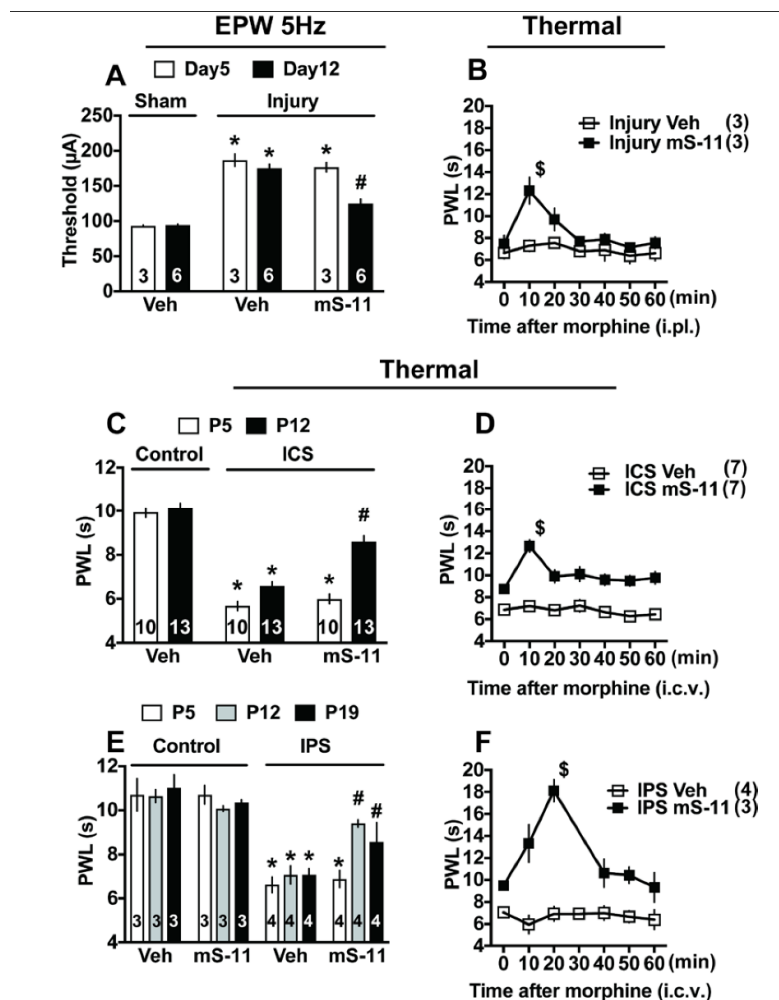 EPW 5Hz
Thermal
A
Day5 Day12
Sham Injury
Threshold (µA)
250
200
150
100
50
0
* * * #
3 6 3 6 3 6
Veh Veh mS-11
B
PWL (s)
20
18
16
14
12
10
8
6
4
Injury Veh (3)
Injury mS-11 (3)
$
0 10 20 30 40 50 60 (min)
Time after morphine (i.pl.)
Thermal
C
P5 P12
Control ICS
PWL (s)
12
10
8
6
4
* * * #
10 13 10 13 10 13
Veh Veh mS-11
D
PWL (s)
20
18
16
14
12
10
8
6
4
ICS Veh (7)
ICS mS-11 (7)
$
0 10 20 30 40 50 60 (min)
Time after morphine (i.c.v.)
E
P5 P12 P19
Control IPS
PWL (s)
12
10
8
6
4
* * * * # #
3 3 3 3 3 3 4 4 4 4 4 4
Veh mS-11 Veh mS-11
F
PWL (s)
20
18
16
14
12
10
8
6
4
IPS Veh (4)
IPS mS-11 (3)
$
0 10 20 30 40 50 60 (min)
Time after morphine (i.c.v.)